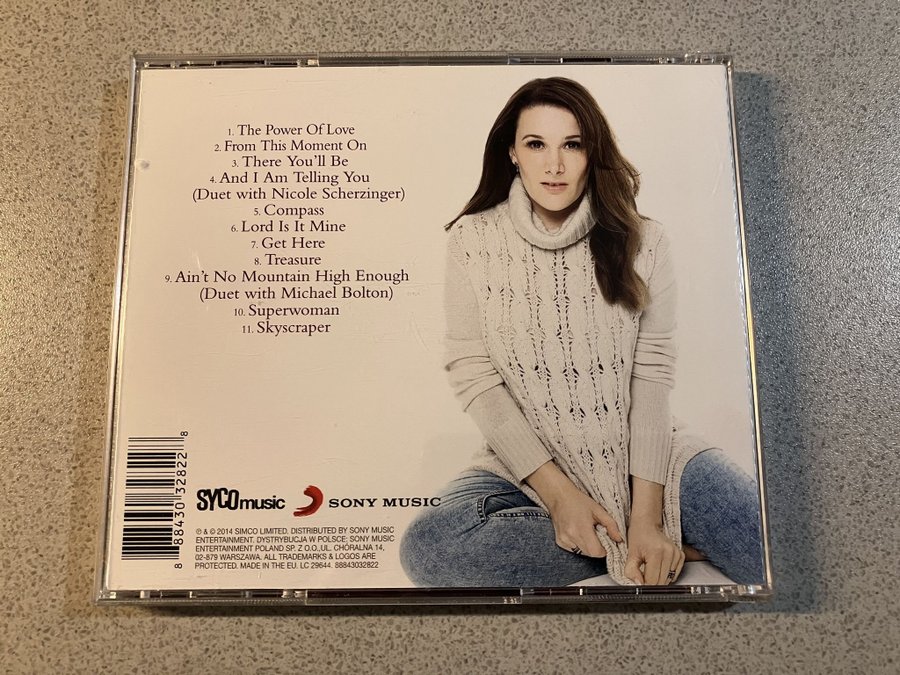 1. The Power Of Love
2. From This Moment On
3. There You'll Be
4. And I Am Telling You
(Duet with Nicole Scherzinger)
5. Compass
6. Lord Is It Mine
7. Get Here
8. Treasure
9. Ain't No Mountain High Enough
(Duet with Michael Bolton)
10. Superwoman
11. Skyscraper
8 88430 32822 8
SYCOmusic
SONY MUSIC
℗ & © 2014 SIMCO LIMITED. DISTRIBUTED BY SONY MUSIC
ENTERTAINMENT. DYSTRYBUCJA W POLSCE: SONY MUSIC
ENTERTAINMENT POLAND SP. Z O.O., UL. CHÓRALNA 14,
02-879 WARSZAWA. ALL TRADEMARKS & LOGOS ARE
PROTECTED. MADE IN THE EU. LC 29644. 88843032822